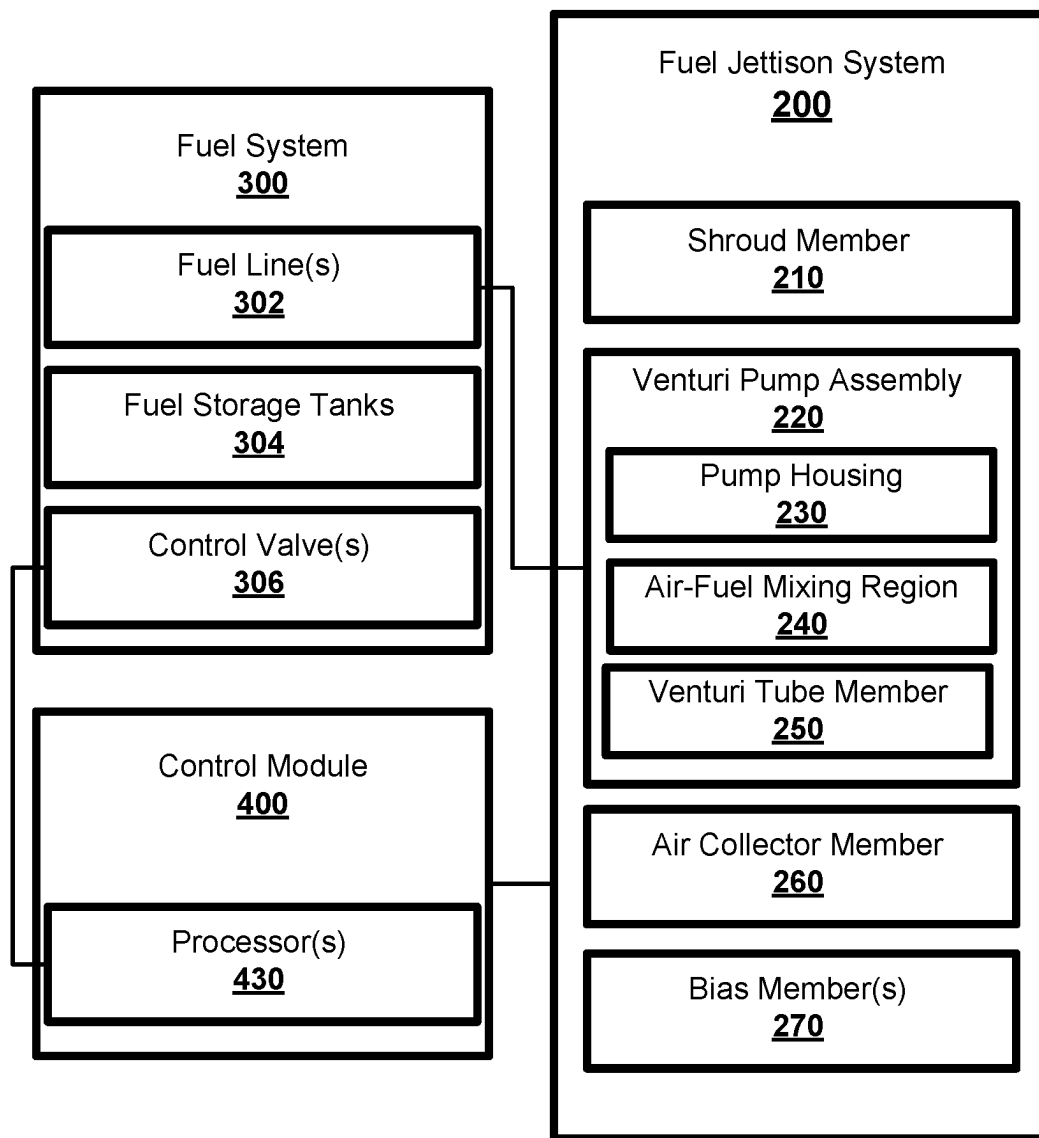 Fuel System
300
Fuel Line(s)
302
Fuel Storage Tanks
304
Control Valve(s)
306
Control Module
400
Processor(s)
430
Fuel Jettison System
200
Shroud Member
210
Venturi Pump Assembly
220
Pump Housing
230
Air-Fuel Mixing Region
240
Venturi Tube Member
250
Air Collector Member
260
Bias Member(s)
270